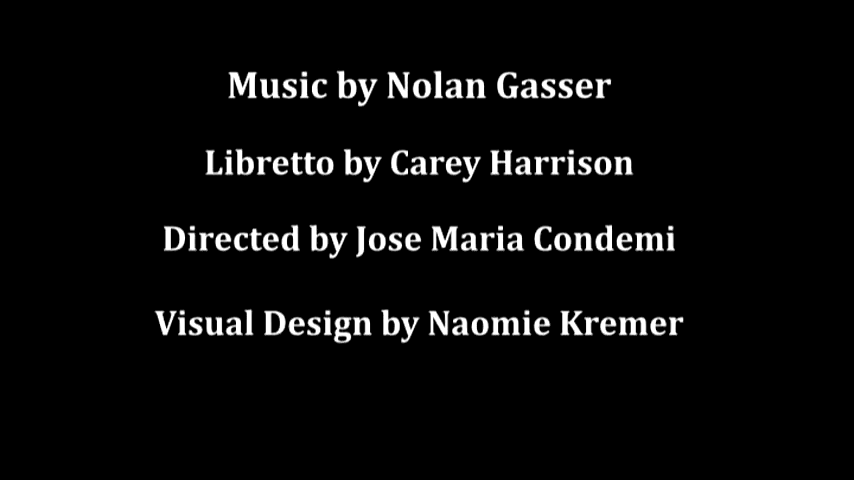 Music by Nolan Gasser
Libretto by Carey Harrison
Directed by Jose Maria Condemi
Visual Design by Naomie Kremer